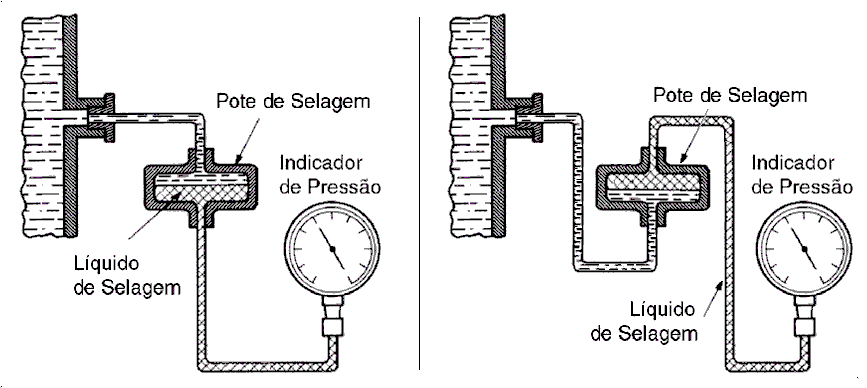 Pote de Selagem
Indicador
de Pressão
Líquido
de Selagem
Pote de Selagem
Indicador
de Pressão
Líquido
de Selagem